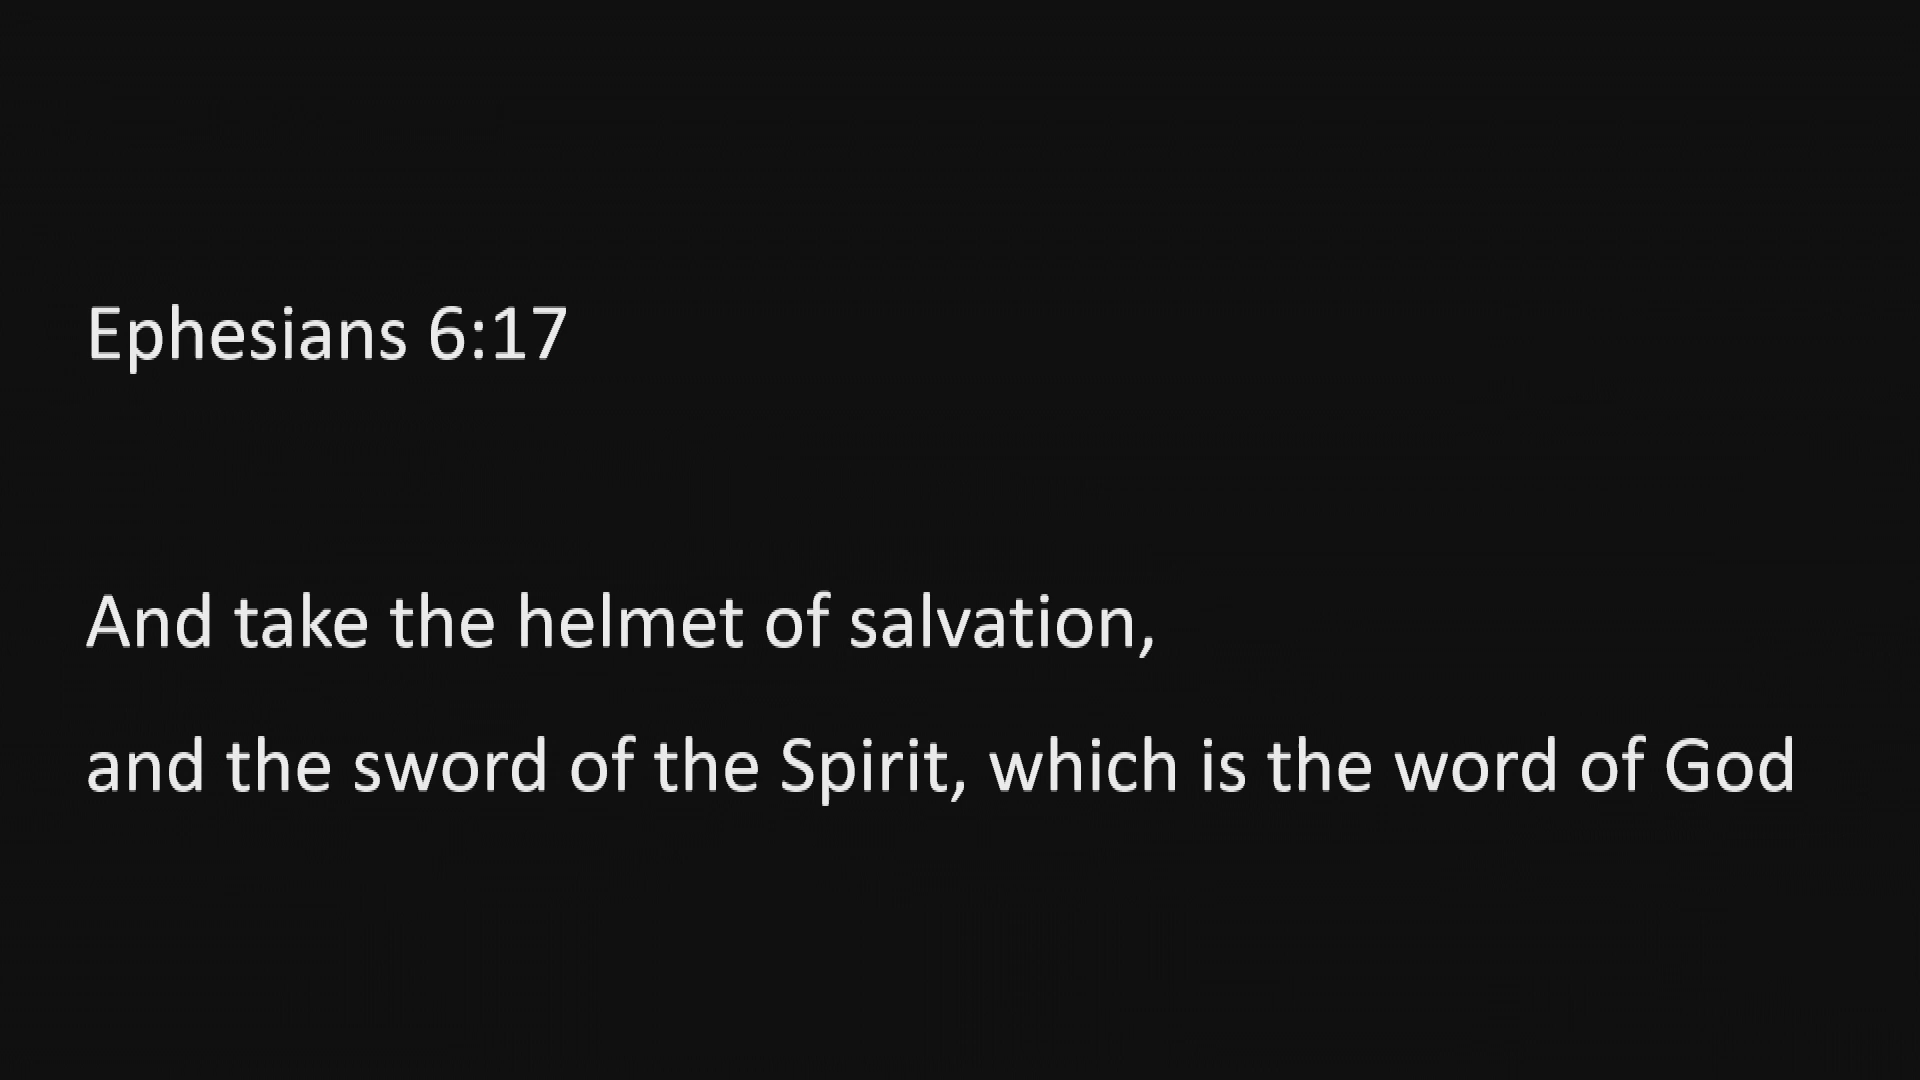 Ephesians 6:17
And take the helmet of salvation,
and the sword of the Spirit, which is the word of God